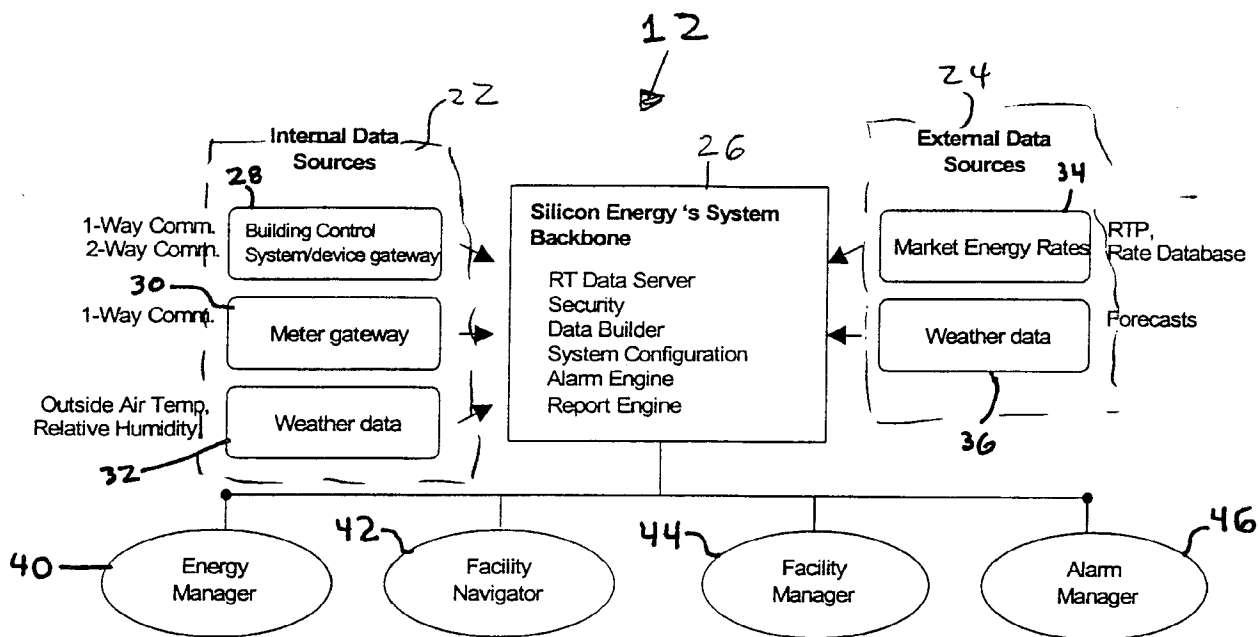 12
22
24
Internal Data
Sources
26
External Data
Sources
28
34
1-Way Comm.
2-Way Comm.
Building Control
System/device gateway
Silicon Energy 's System
Backbone
Market Energy Rates
RTP,
Rate Database
30
1-Way Comm.
Meter gateway
RT Data Server
Security
Data Builder
System Configuration
Alarm Engine
Report Engine
Weather data
Forecasts
Outside Air Temp,
Relative Humidity
Weather data
32
36
40
Energy
Manager
42
Facility
Navigator
44
Facility
Manager
46
Alarm
Manager